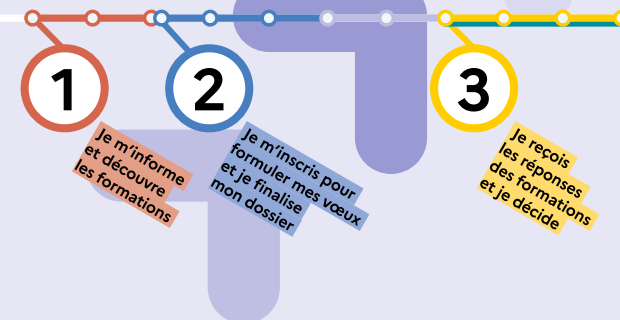 1
Je m'informe
et découvre
les formations
2
Je m'inscris pour
formuler mes vœux
et je finalise
mon dossier
3
Je reçois
les réponses
des formations
et je décide